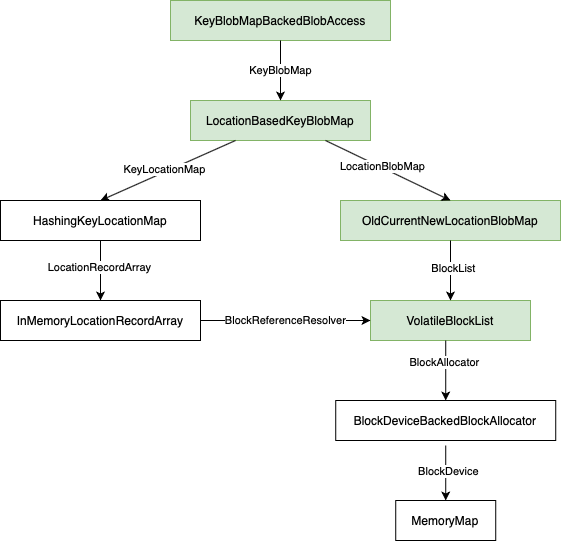 KeyBlobMapBackedBlobAccess
KeyBlobMap
LocationBasedKeyBlobMap
KeyLocationMap
LocationBlobMap
HashingKeyLocationMap
OldCurrentNewLocationBlobMap
LocationRecordArray
BlockList
InMemoryLocationRecordArray
BlockReferenceResolver
VolatileBlockList
BlockAllocator
BlockDeviceBackedBlockAllocator
BlockDevice
MemoryMap